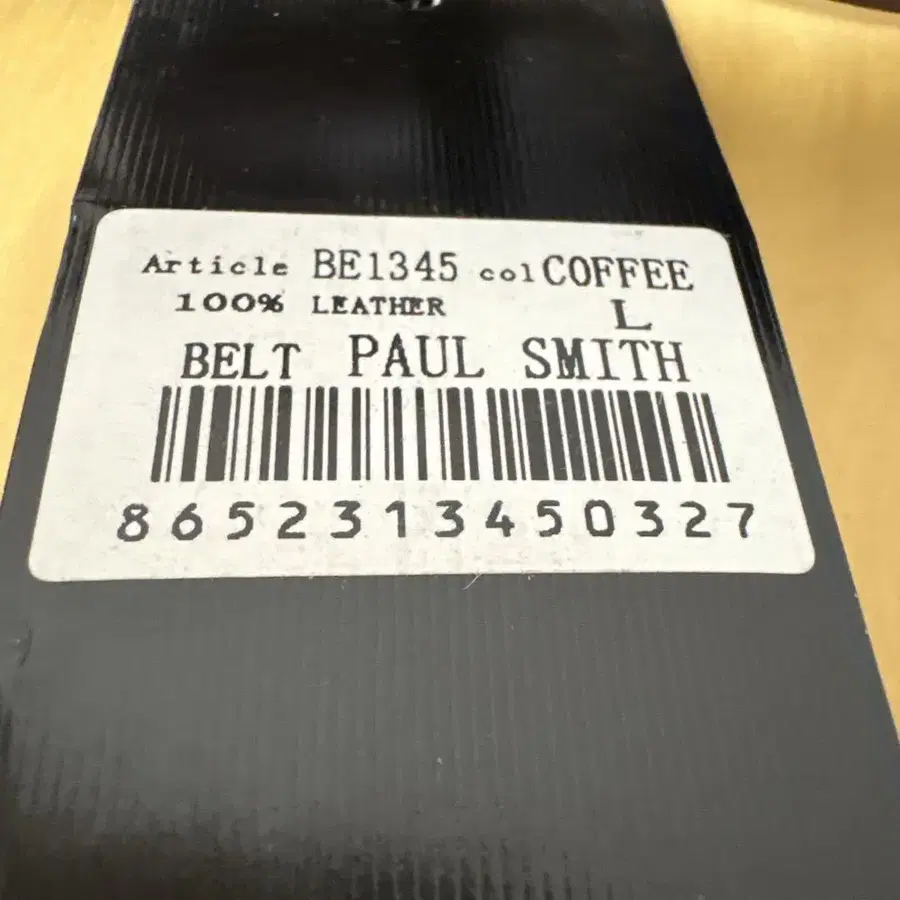 Article BE1345 col COFFEE
100% LEATHER L
BELT PAUL SMITH
8652313450327